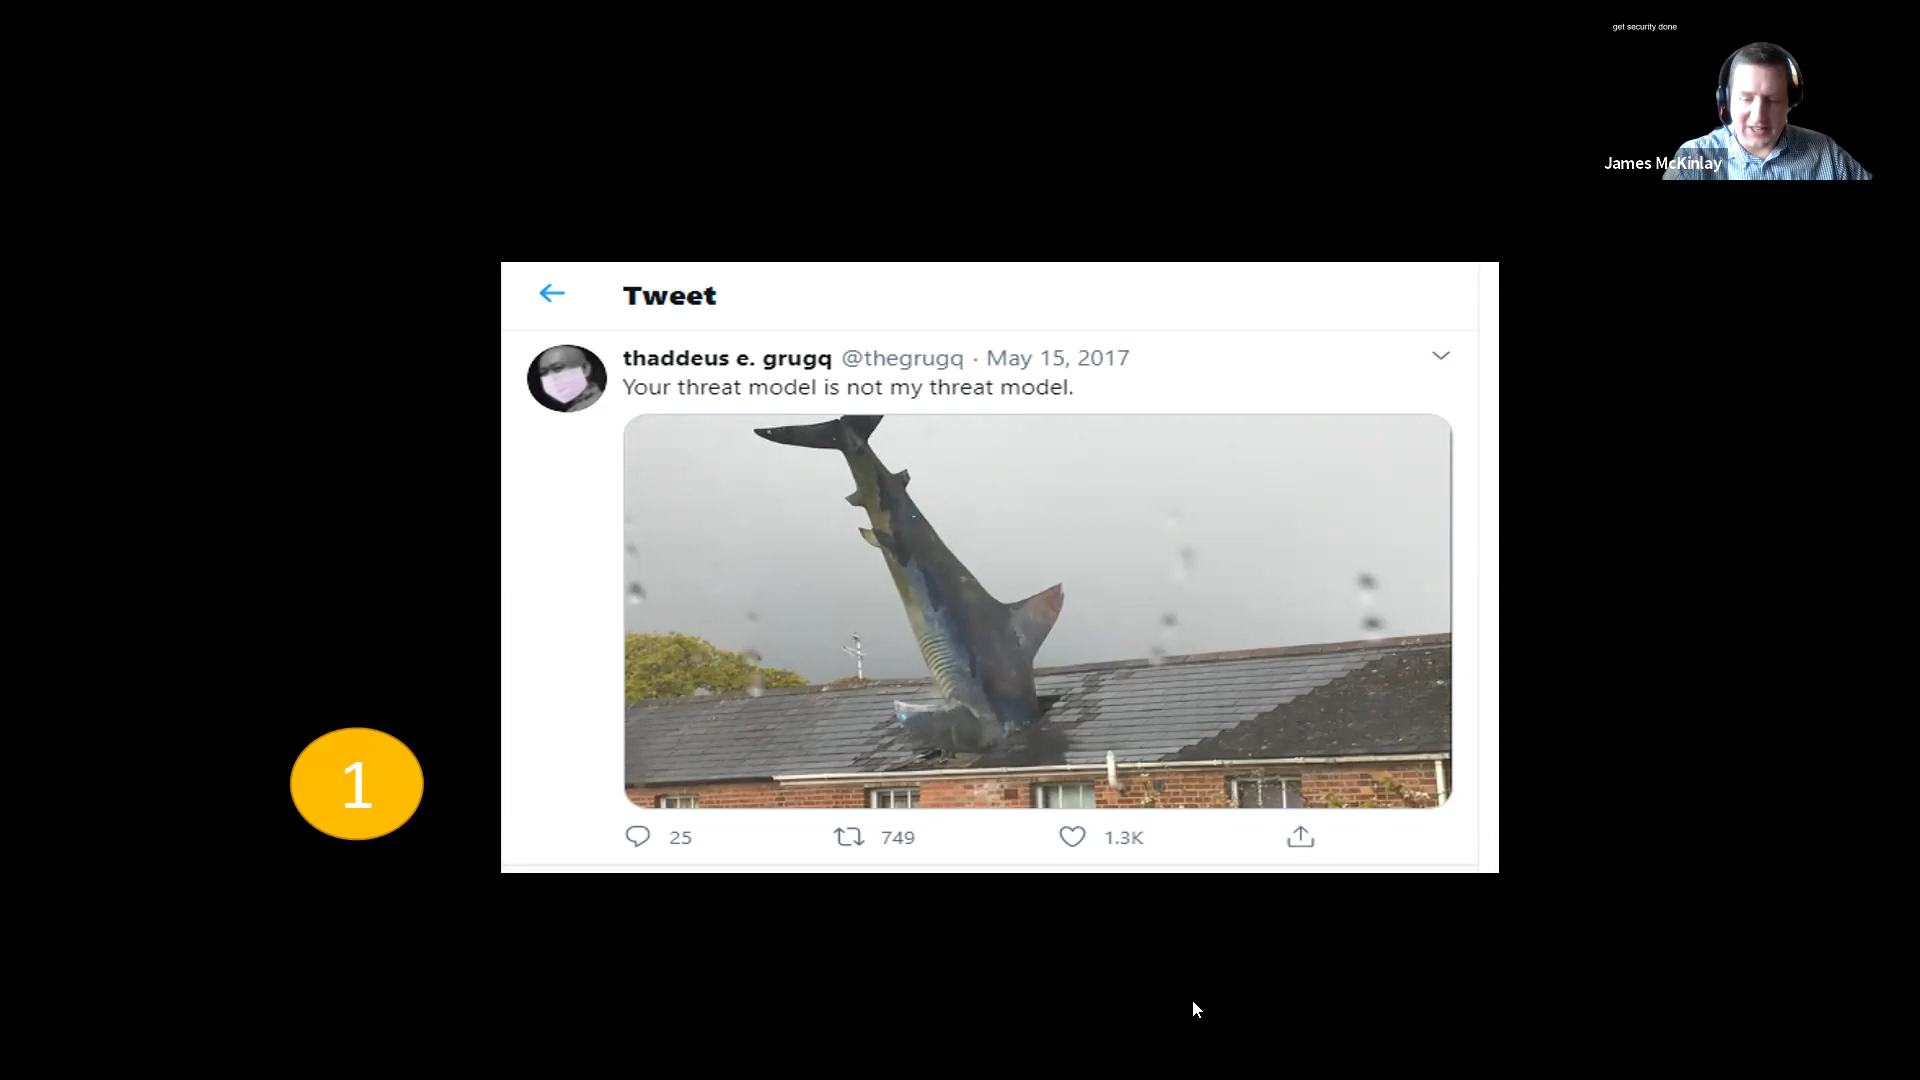 get security done
James McKinlay
Tweet
thaddeus e. grugq @thegrugq · May 15, 2017
Your threat model is not my threat model.
1
25 749 1.3K